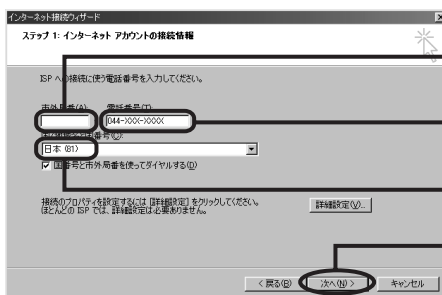 インターネット接続ウィザード
ステップ 1: インターネット アカウントの接続情報
ISP への接続に使う電話番号を入力してください。
市外局番(A): 電話番号(T):
044-XXX-XXXX
番号(C):
日本 (81)
国番号と市外局番を使ってダイヤルする(D)
接続のプロパティを設定するには [詳細設定] をクリックしてください。
ほとんどの ISP では、詳細設定は必要ありません。
詳細設定(V)...
< 戻る(B) 次へ(N) > キャンセル